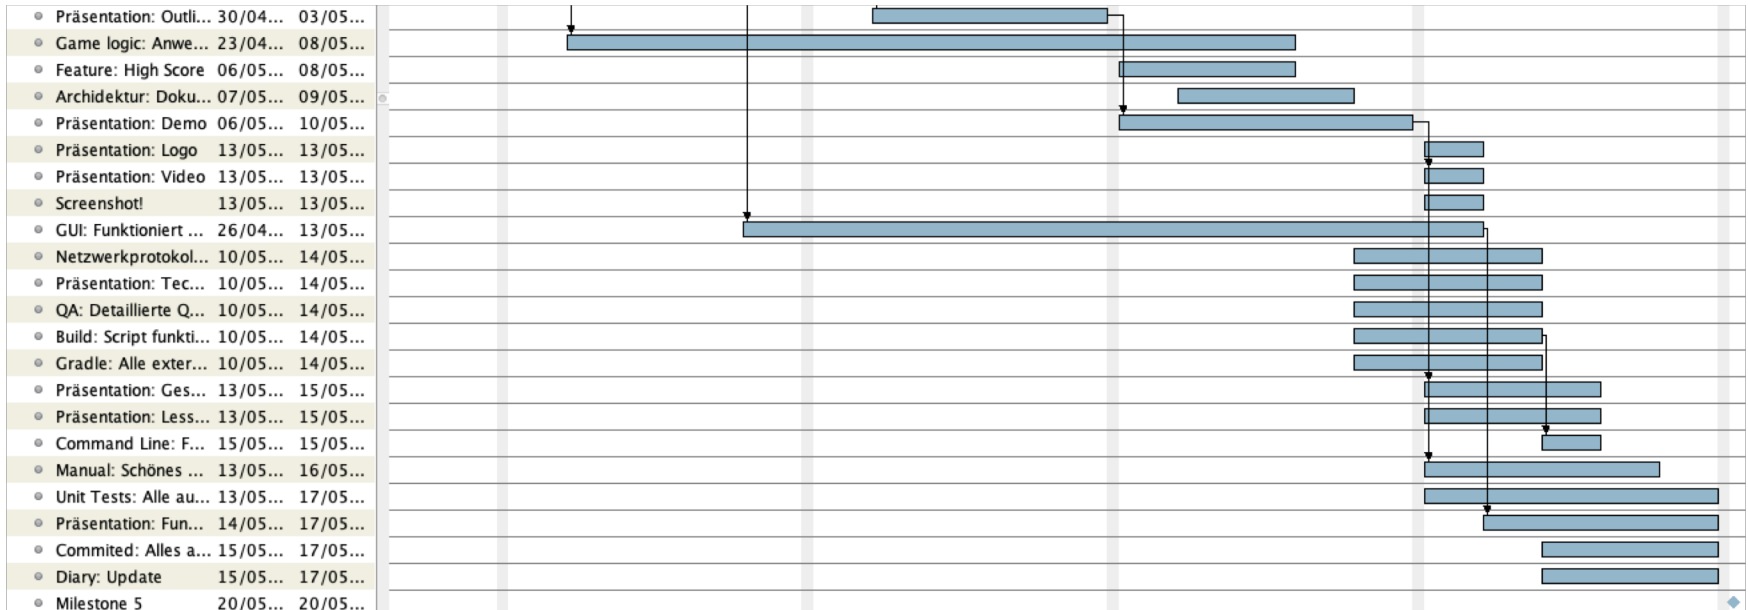 Präsentation: Outli... 30/04... 03/05...
Game logic: Anwe... 23/04... 08/05...
Feature: High Score 06/05... 08/05...
Archidektur: Doku... 07/05... 09/05...
Präsentation: Demo 06/05... 10/05...
Präsentation: Logo 13/05... 13/05...
Präsentation: Video 13/05... 13/05...
Screenshot! 13/05... 13/05...
GUI: Funktioniert ... 26/04... 13/05...
Netzwerkprotokol... 10/05... 14/05...
Präsentation: Tec... 10/05... 14/05...
QA: Detaillierte Q... 10/05... 14/05...
Build: Script funkti... 10/05... 14/05...
Gradle: Alle exter... 10/05... 14/05...
Präsentation: Ges... 13/05... 15/05...
Präsentation: Less... 13/05... 15/05...
Command Line: F... 15/05... 15/05...
Manual: Schönes ... 13/05... 16/05...
Unit Tests: Alle au... 13/05... 17/05...
Präsentation: Fun... 14/05... 17/05...
Commited: Alles a... 15/05... 17/05...
Diary: Update 15/05... 17/05...
Milestone 5 20/05... 20/05...